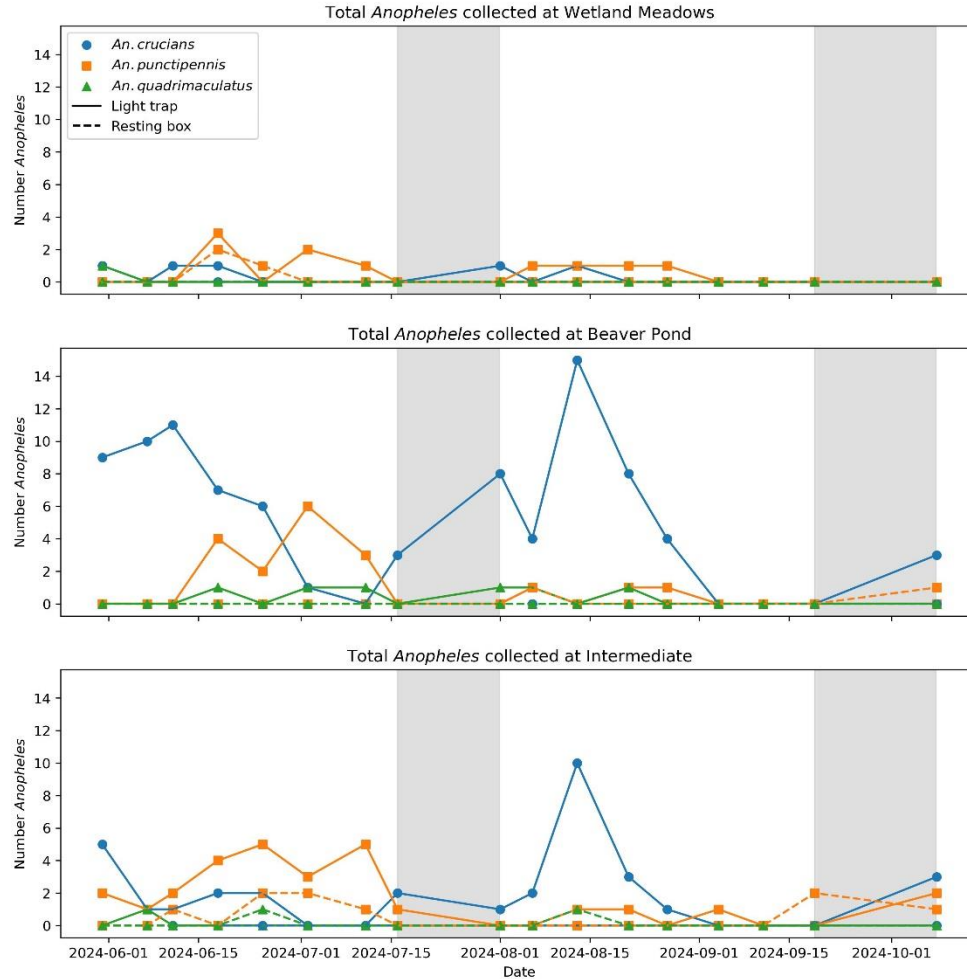 Total Anopheles collected at Wetland Meadows
An. crucians
An. punctipennis
An. quadrimaculatus
Light trap
Resting box
Number Anopheles
14
12
10
8
6
4
2
0
Total Anopheles collected at Beaver Pond
Number Anopheles
14
12
10
8
6
4
2
0
Total Anopheles collected at Intermediate
Number Anopheles
14
12
10
8
6
4
2
0
2024-06-01 2024-06-15 2024-07-01 2024-07-15 2024-08-01 2024-08-15 2024-09-01 2024-09-15 2024-10-01
Date